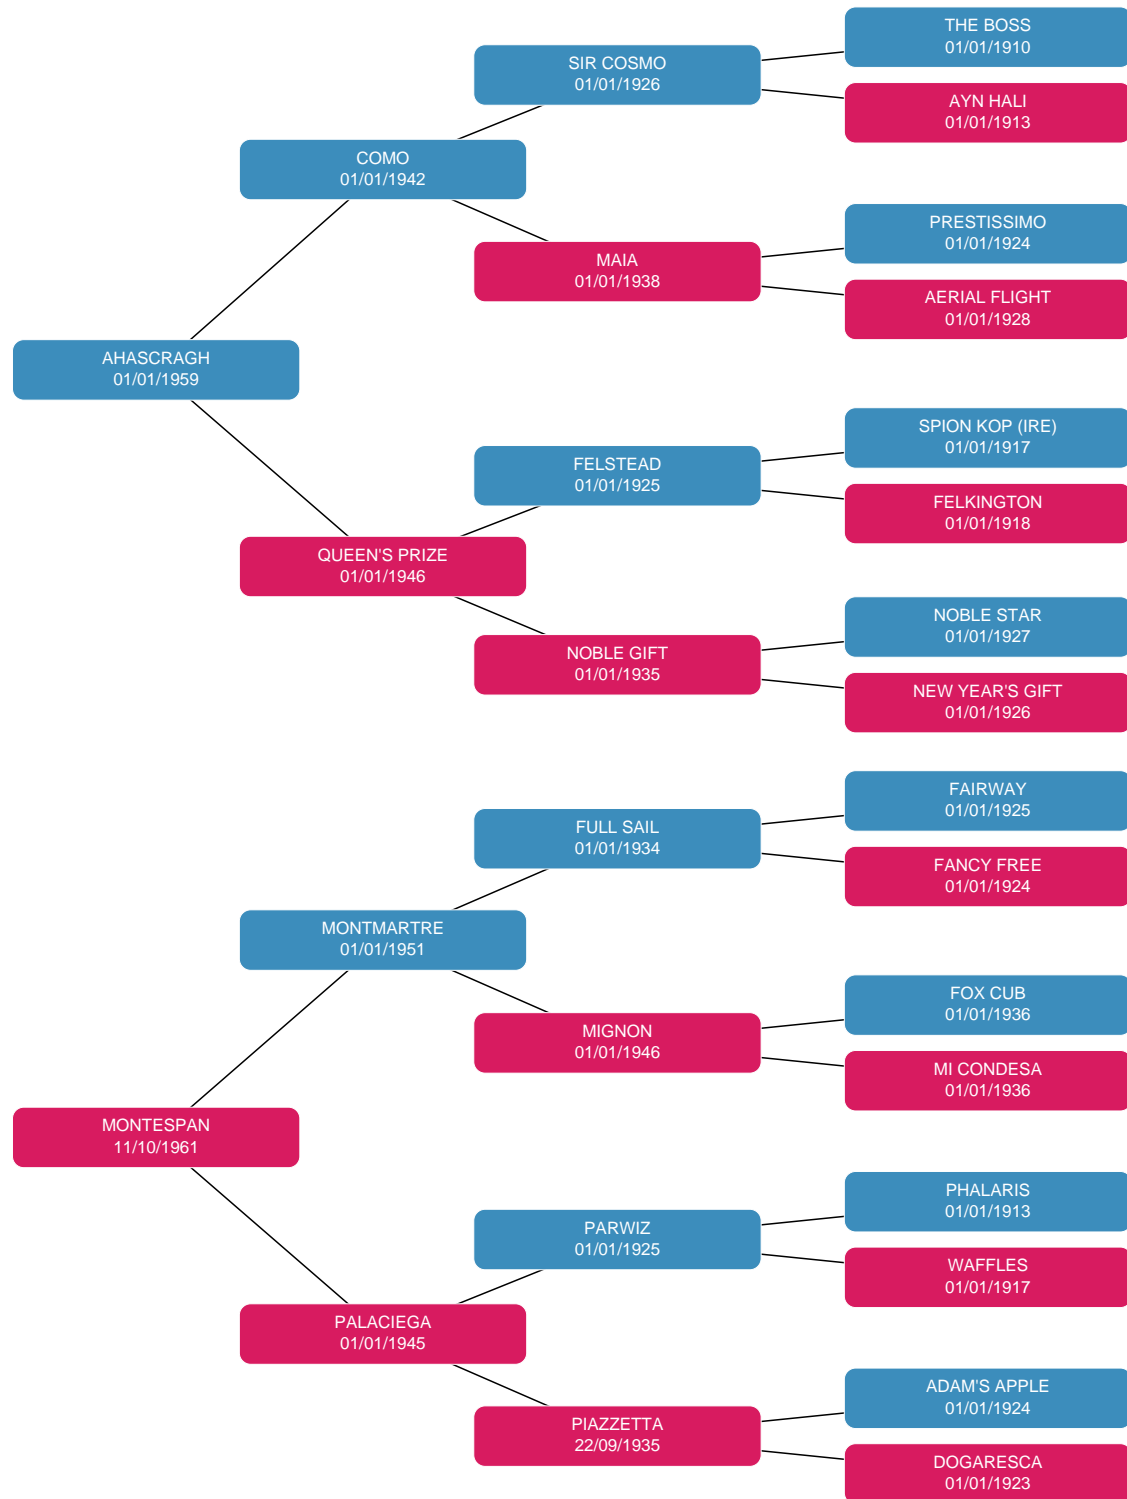 THE BOSS
01/01/1910
SIR COSMO
01/01/1926
AYN HALI
01/01/1913
COMO
01/01/1942
PRESTISSIMO
01/01/1924
MAIA
01/01/1938
AERIAL FLIGHT
01/01/1928
AHASCRAGH
01/01/1959
SPION KOP (IRE)
01/01/1917
FELSTEAD
01/01/1925
FELKINGTON
01/01/1918
QUEEN'S PRIZE
01/01/1946
NOBLE STAR
01/01/1927
NOBLE GIFT
01/01/1935
NEW YEAR'S GIFT
01/01/1926
FAIRWAY
01/01/1925
FULL SAIL
01/01/1934
FANCY FREE
01/01/1924
MONTMARTRE
01/01/1951
FOX CUB
01/01/1936
MIGNON
01/01/1946
MI CONDESA
01/01/1936
MONTESPAN
11/10/1961
PHALARIS
01/01/1913
PARWIZ
01/01/1925
WAFFLES
01/01/1917
PALACIEGA
01/01/1945
ADAM'S APPLE
01/01/1924
PIAZZETTA
22/09/1935
DOGARESCA
01/01/1923